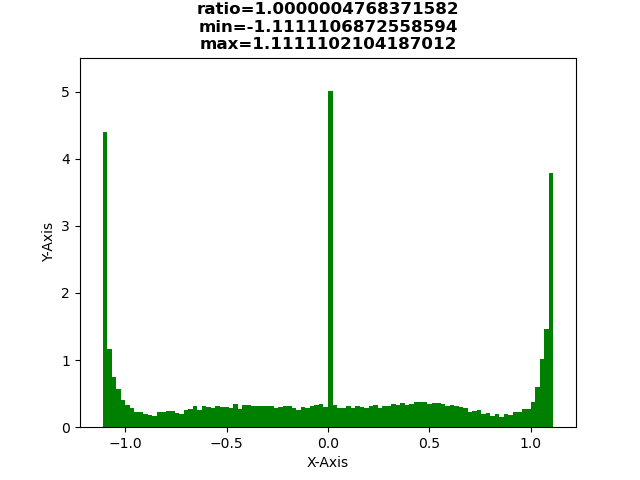 ratio=1.0000004768371582
min=-1.1111106872558594
max=1.1111102104187012
5
4
3
2
1
0
Y-Axis
−1.0 −0.5 0.0 0.5 1.0
X-Axis